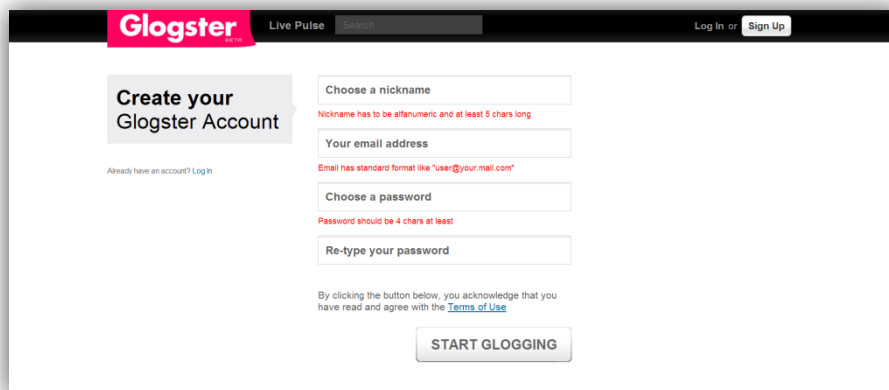 Glogster
BETA
Live Pulse
Search
Log In or Sign Up
Create your
Glogster Account
Already have an account? Log In
Choose a nickname
Nickname has to be alfanumeric and at least 5 chars long
Your email address
Email has standard format like "user@your.mail.com"
Choose a password
Password should be 4 chars at least
Re-type your password
By clicking the button below, you acknowledge that you
have read and agree with the Terms of Use
START GLOGGING